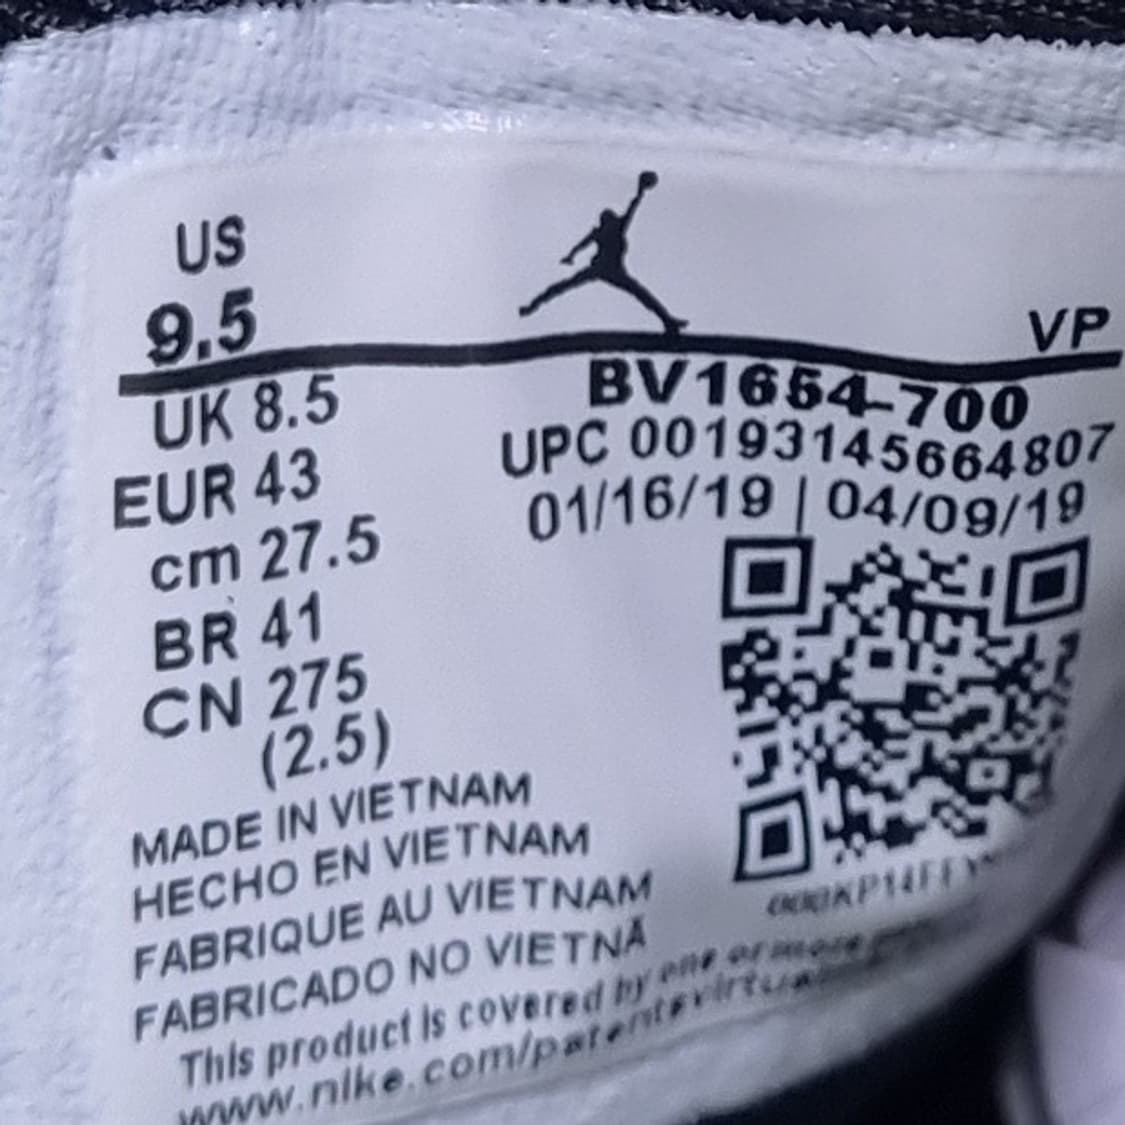 US
9.5
VP
UK 8.5
BV1654-700
EUR 43
UPC 00193145664807
cm 27.5
01/16/19 | 04/09/19
BR 41
CN 275
(2.5)
MADE IN VIETNAM
HECHO EN VIETNAM
FABRIQUE AU VIETNAM
FABRICADO NO VIETNÃ
This product is covered by one or more
www.nike.com/patents